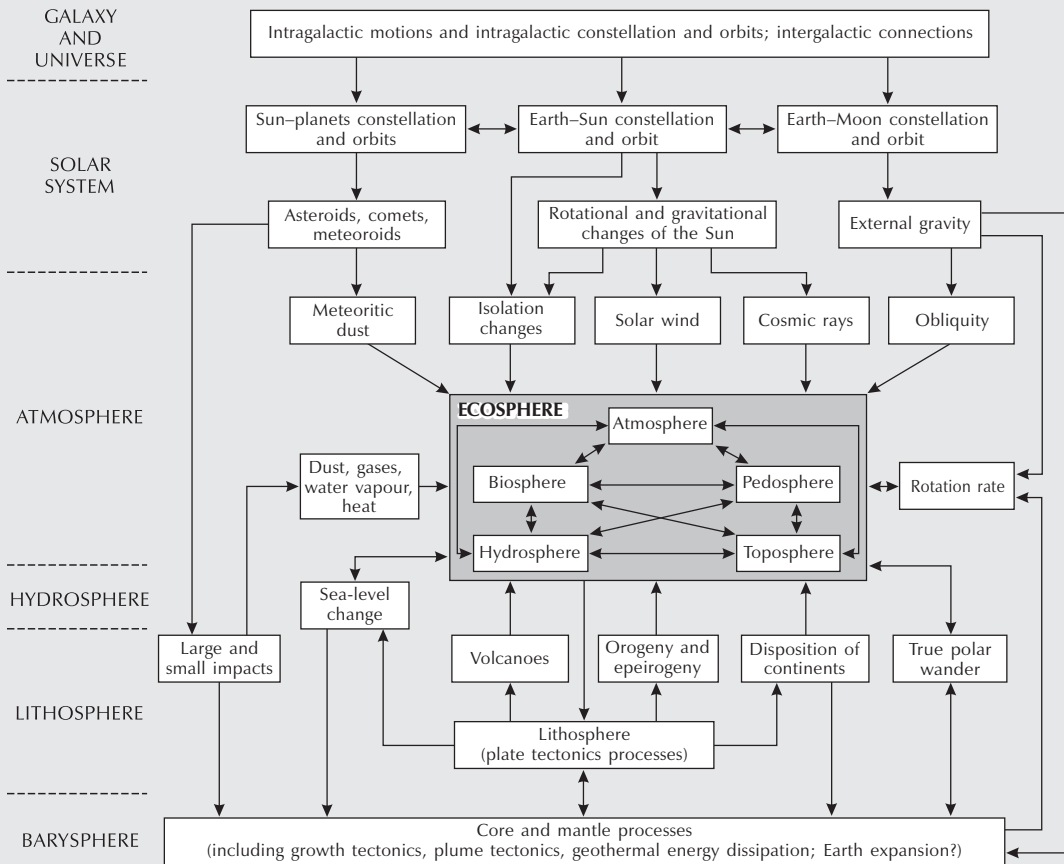 GALAXY
AND
UNIVERSE
Intragalactic motions and intragalactic constellation and orbits; intergalactic connections
SOLAR
SYSTEM
Sun–planets constellation
and orbits
Earth–Sun constellation
and orbit
Earth–Moon constellation
and orbit
Asteroids, comets,
meteoroids
Rotational and gravitational
changes of the Sun
External gravity
Meteoritic
dust
Isolation
changes
Solar wind
Cosmic rays
Obliquity
ATMOSPHERE
ECOSPHERE
Atmosphere
Biosphere
Pedosphere
Hydrosphere
Toposphere
Dust, gases,
water vapour,
heat
Rotation rate
HYDROSPHERE
Sea-level
change
LITHOSPHERE
Large and
small impacts
Volcanoes
Orogeny and
epeirogeny
Disposition of
continents
True polar
wander
Lithosphere
(plate tectonics processes)
BARYSPHERE
Core and mantle processes
(including growth tectonics, plume tectonics, geothermal energy dissipation; Earth expansion?)